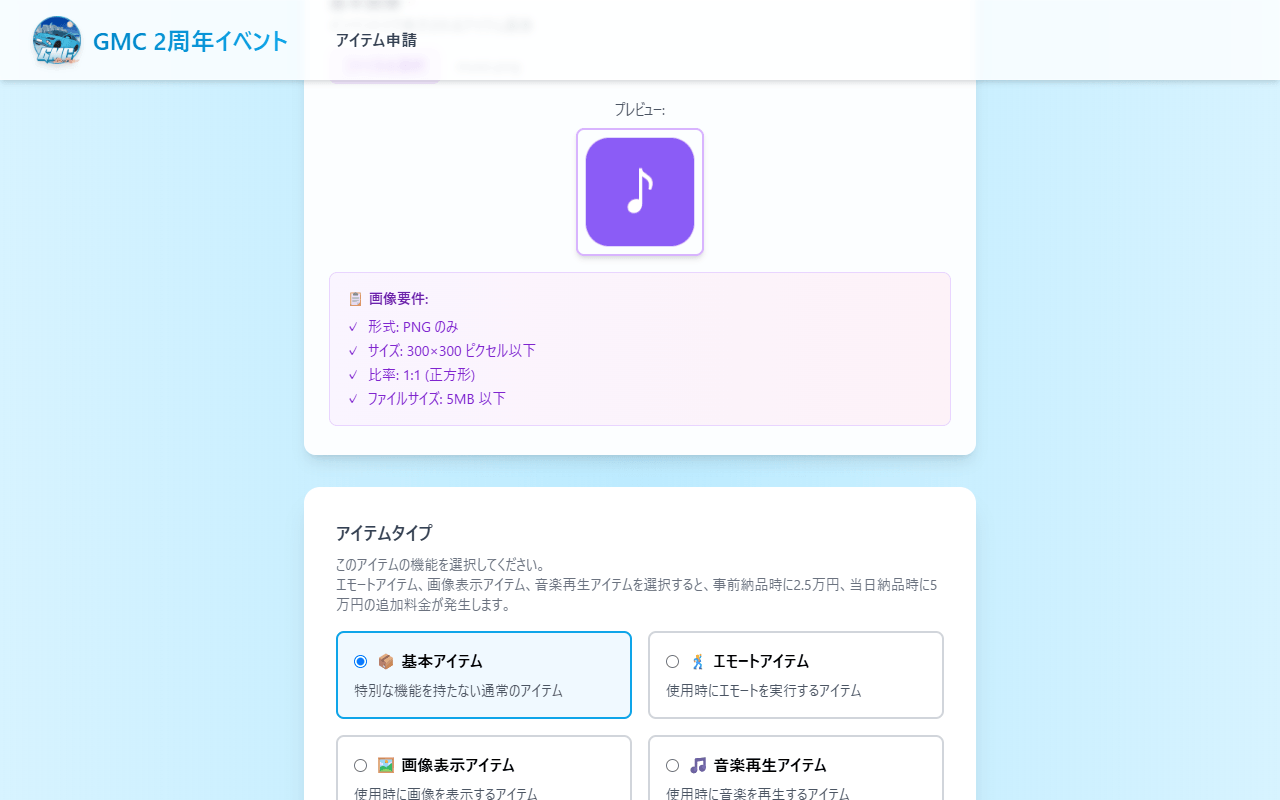 GMC 2周年イベント
アイテム申請
プレビュー:
画像要件:
✓ 形式: PNG のみ
✓ サイズ: 300×300 ピクセル以下
✓ 比率: 1:1 (正方形)
✓ ファイルサイズ: 5MB 以下
アイテムタイプ
このアイテムの機能を選択してください。
エモートアイテム、画像表示アイテム、音楽再生アイテムを選択すると、事前納品時に2.5万円、当日納品時に5
万円の追加料金が発生します。
基本アイテム
特別な機能を持たない通常のアイテム
エモートアイテム
使用時にエモートを実行するアイテム
画像表示アイテム
使用時に画像を表示するアイテム
音楽再生アイテム
使用時に音楽を再生するアイテム